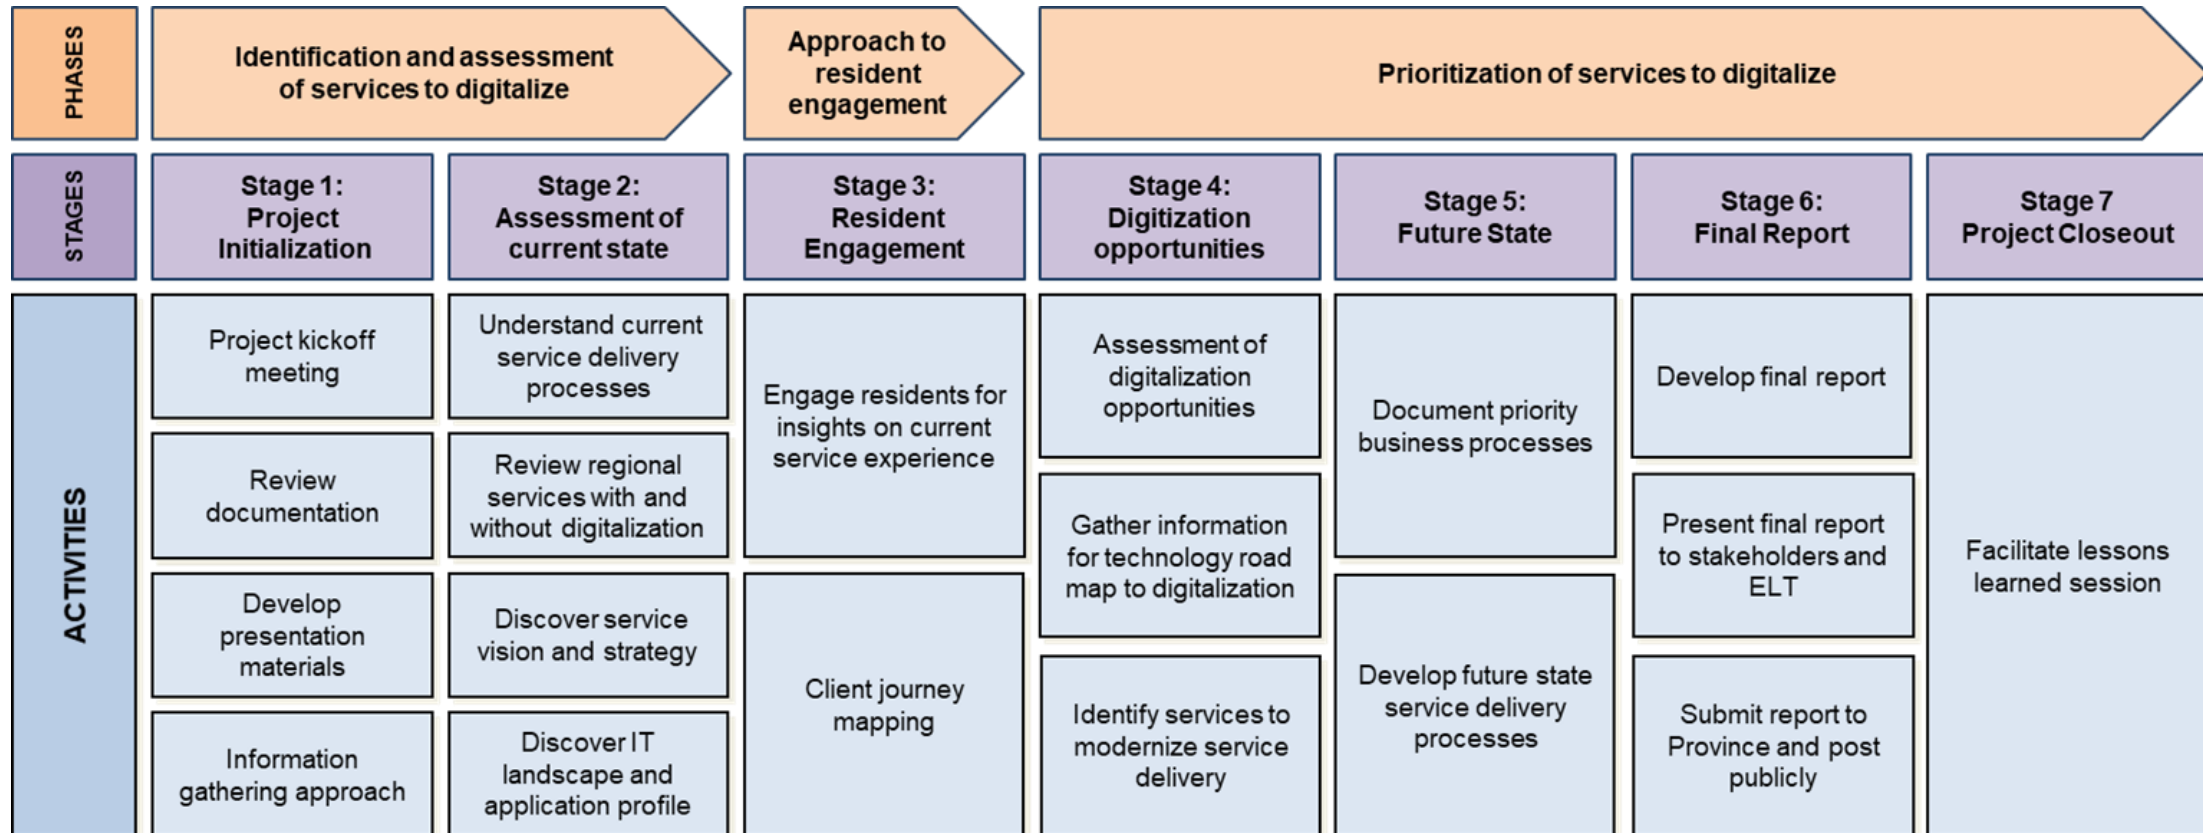 PHASES
Identification and assessment
of services to digitalize
Approach to
resident
engagement
Prioritization of services to digitalize
STAGES
Stage 1:
Project
Initialization
Stage 2:
Assessment of
current state
Stage 3:
Resident
Engagement
Stage 4:
Digitization
opportunities
Stage 5:
Future State
Stage 6:
Final Report
Stage 7
Project Closeout
ACTIVITIES
Project kickoff
meeting
Review
documentation
Develop
presentation
materials
Information
gathering approach
Understand current
service delivery
processes
Review regional
services with and
without digitalization
Discover service
vision and strategy
Discover IT
landscape and
application profile
Engage residents for
insights on current
service experience
Client journey
mapping
Assessment of
digitalization
opportunities
Gather information
for technology road
map to digitalization
Identify services to
modernize service
delivery
Document priority
business processes
Develop future state
service delivery
processes
Develop final report
Present final report
to stakeholders and
ELT
Submit report to
Province and post
publicly
Facilitate lessons
learned session